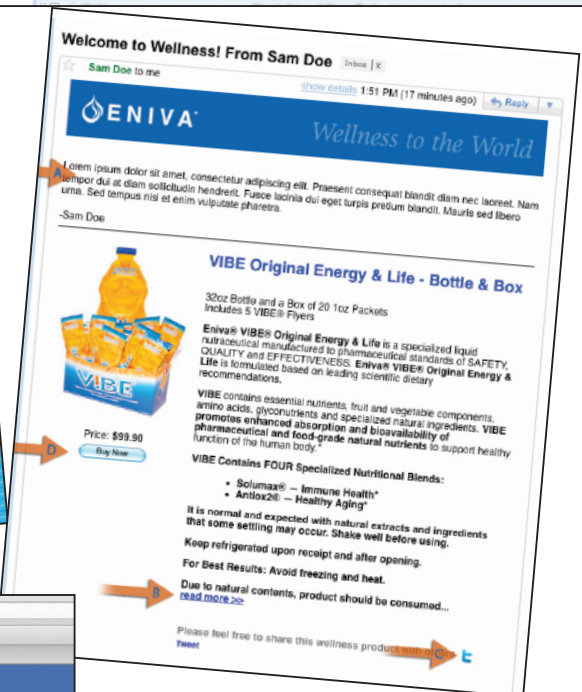 Welcome to Wellness! From Sam Doe Inbox | X
Sam Doe to me
show details 1:51 PM (17 minutes ago) Reply
ENIVA
Wellness to the World
A
Lorem ipsum dolor sit amet, consectetur adipiscing elit. Praesent consequat blandit diam nec laoreet. Nam
tempor dui at diam sollicitudin hendrerit. Fusce lacinia dui eget turpis pretium blandit. Mauris sed libero
urna. Sed tempus nisi et enim vulputate pharetra.
-Sam Doe
VIBE Original Energy & Life - Bottle & Box
32oz Bottle and a Box of 20 1oz Packets
Includes 5 VIBE® Flyers
Eniva® VIBE® Original Energy & Life is a specialized liquid
nutraceutical manufactured to pharmaceutical standards of SAFETY,
QUALITY and EFFECTIVENESS. Eniva® VIBE® Original Energy &
Life is formulated based on leading scientific dietary
recommendations.
VIBE contains essential nutrients, fruit and vegetable components,
amino acids, glyconutrients and specialized natural ingredients. VIBE
promotes enhanced absorption and bioavailability of
pharmaceutical and food-grade natural nutrients to support healthy
function of the human body.*
VIBE
Price: $99.90
D
Buy Now
VIBE Contains FOUR Specialized Nutritional Blends:
• Solumax® — Immune Health*
• Antiox2® — Healthy Aging*
It is normal and expected with natural extracts and ingredients
that some settling may occur. Shake well before using.
Keep refrigerated upon receipt and after opening.
For Best Results: Avoid freezing and heat.
Due to natural contents, product should be consumed...
B
read more >>
Please feel free to share this wellness product with
C
Tweet
t